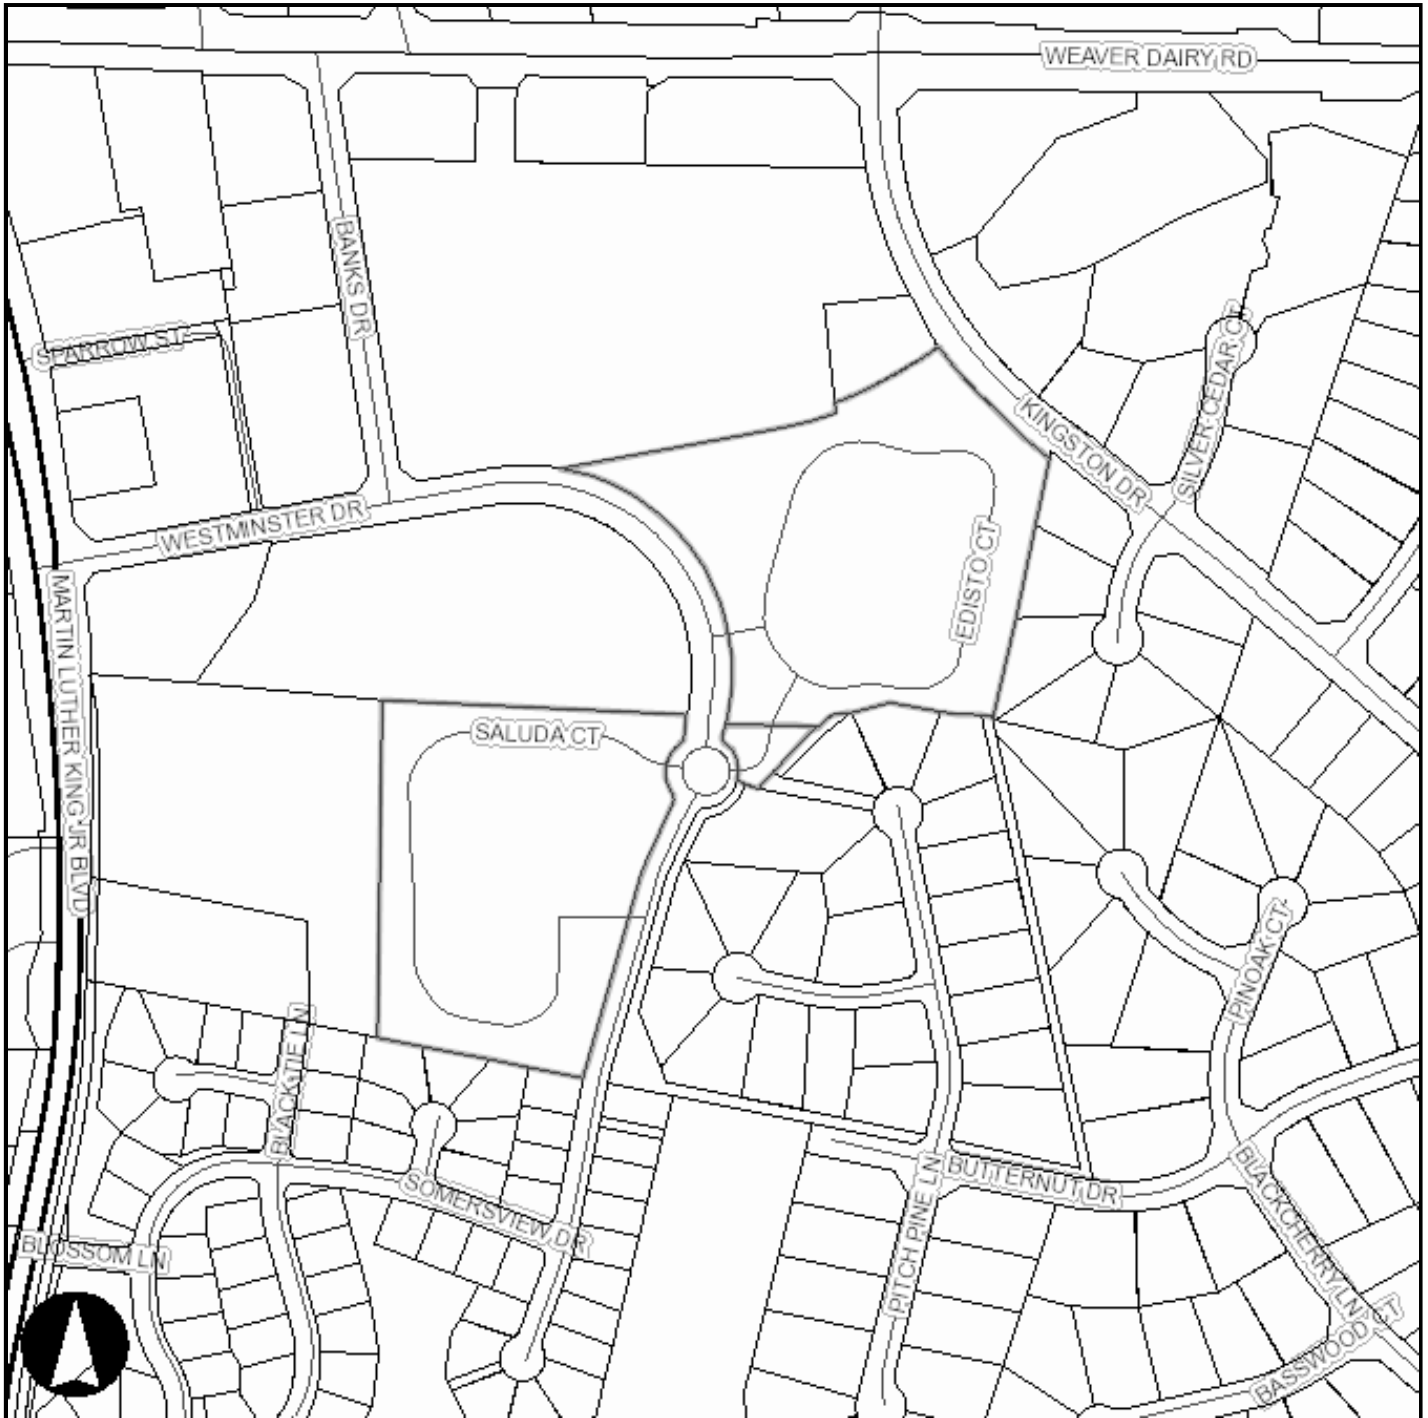 WEAVER DAIRY RD
BANKS DR
SPARROW ST
SILVER CEDAR CT
KINGSTON DR
WESTMINSTER DR
EDISTO CT
MARTIN LUTHER KING JR BLVD
SALUDA CT
PINOAK CT
BLACK TIE LN
BUTTERNUT DR
PITCH PINE LN
SOMERSVIEW DR
BLACKCHERRY LN
BLOSSOM LN
BASSWOOD CT